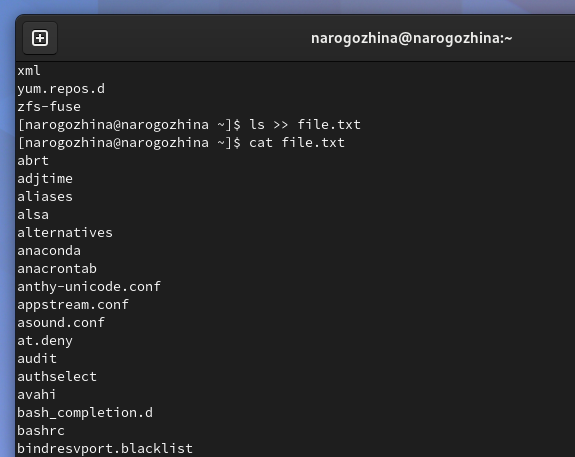 narogozhina@narogozhina:~
xml
yum.repos.d
zfs-fuse
[narogozhina@narogozhina ~]$ ls >> file.txt
[narogozhina@narogozhina ~]$ cat file.txt
abrt
adjtime
aliases
alsa
alternatives
anaconda
anacrontab
anthy-unicode.conf
appstream.conf
asound.conf
at.deny
audit
authselect
avahi
bash_completion.d
bashrc
bindresvport.blacklist